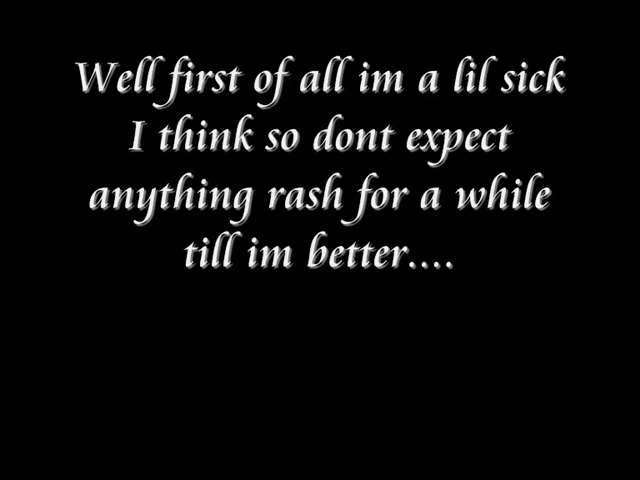 Well first of all im a lil sick
I think so dont expect
anything rash for a while
till im better....